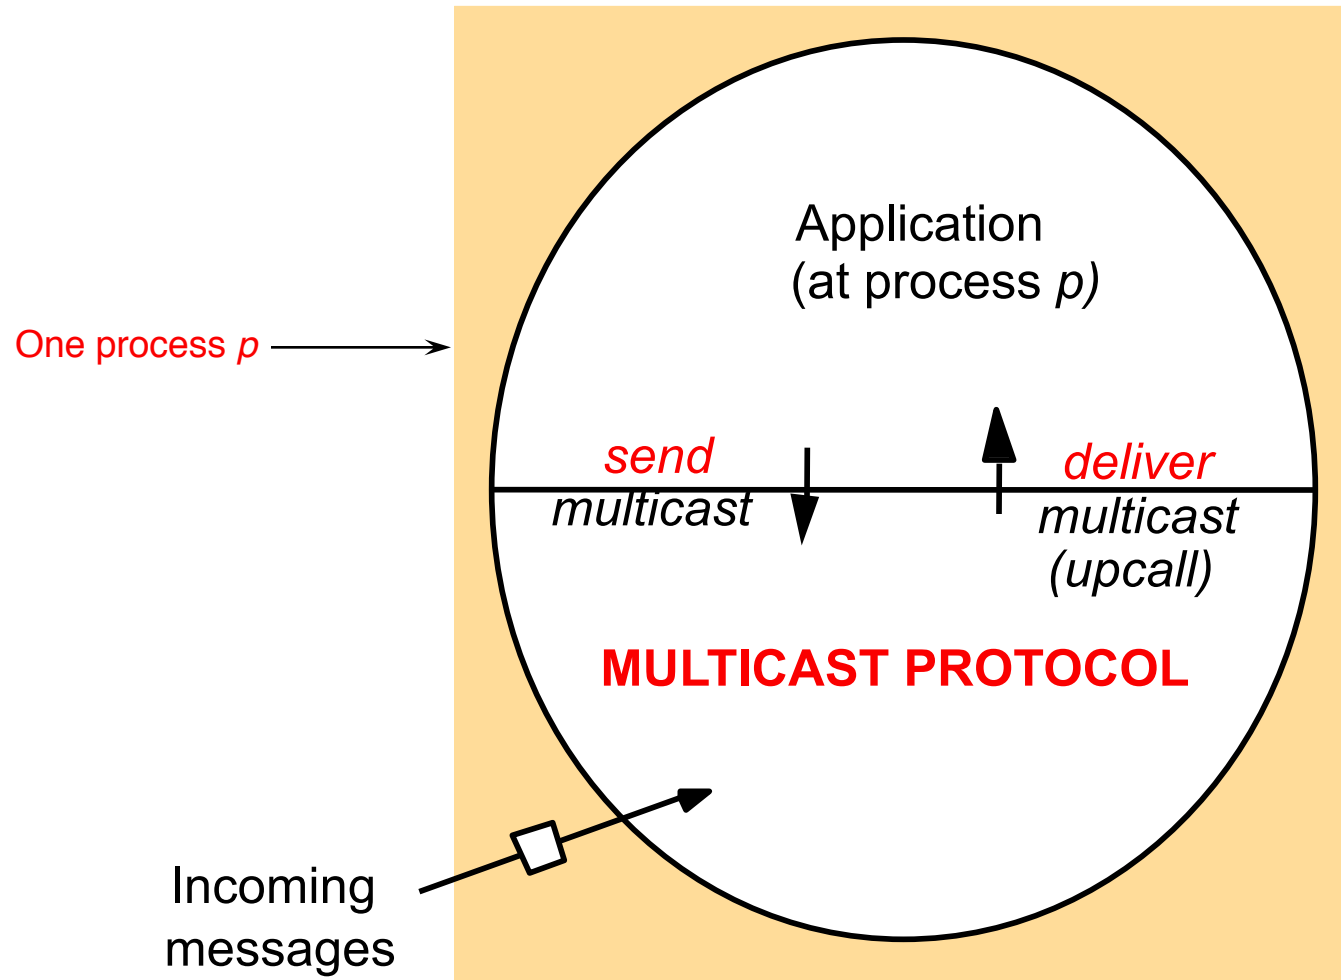 Application
(at process p)
One process p
send
multicast
deliver
multicast
(upcall)
MULTICAST PROTOCOL
Incoming
messages